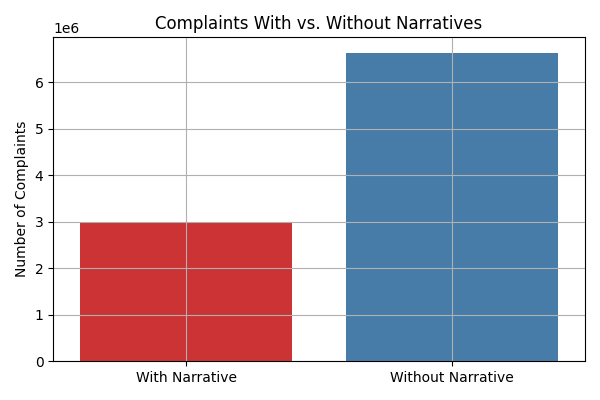 Complaints With vs. Without Narratives
1e6
6
5
4
3
2
1
0
Number of Complaints
With Narrative
Without Narrative